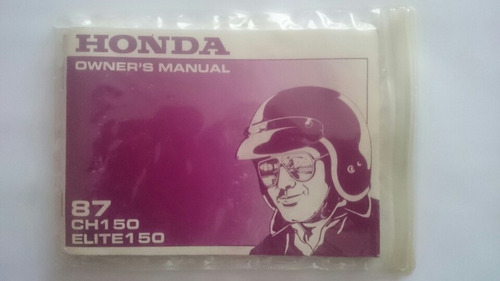 HONDA
OWNER'S MANUAL
87
CH150
ELITE150